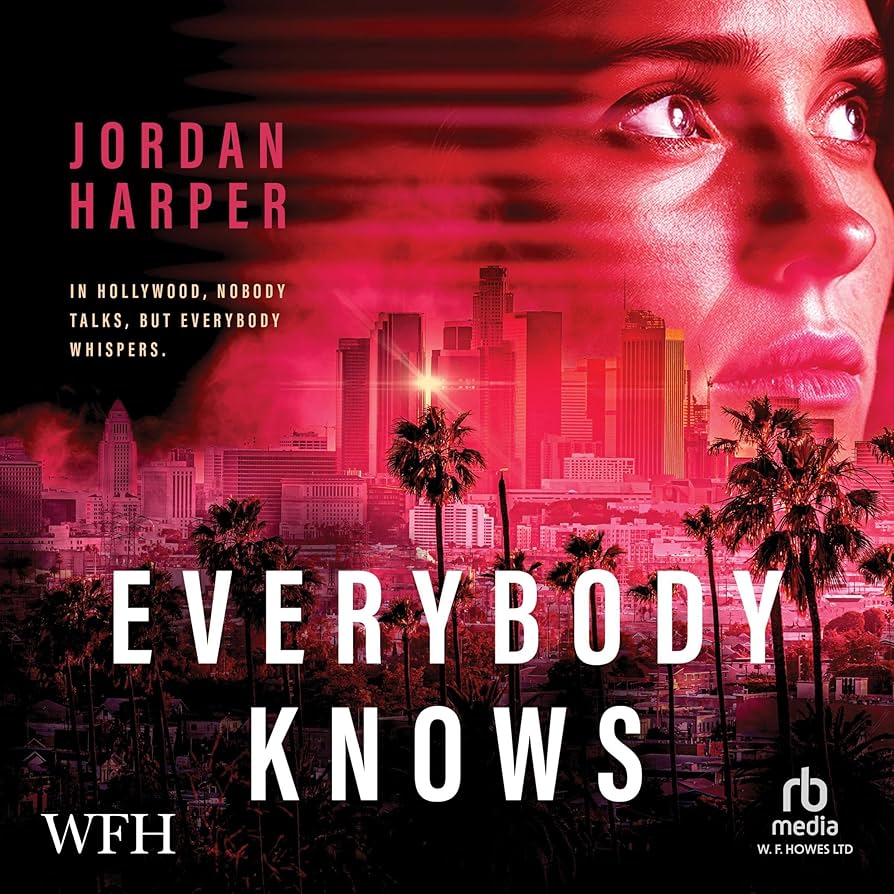 JORDAN
HARPER
IN HOLLYWOOD, NOBODY
TALKS, BUT EVERYBODY
WHISPERS.
EVERYBODY
KNOWS
WFH
rb
media
W. F. HOWES LTD